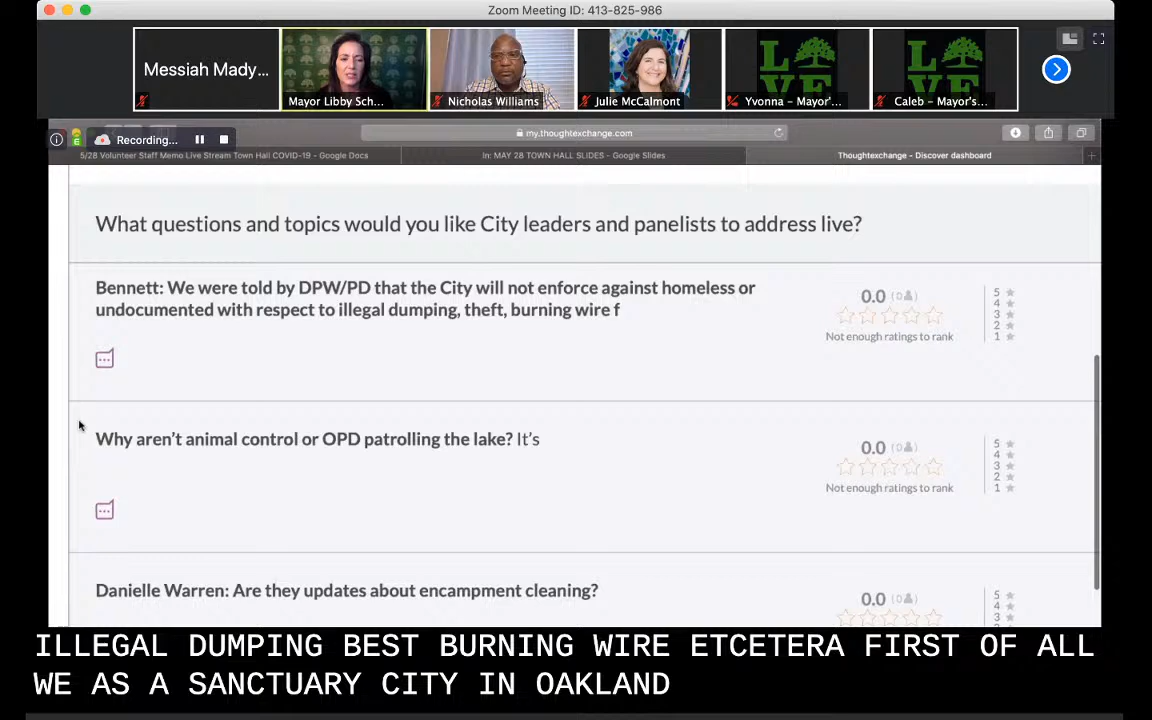 Zoom Meeting ID: 413-825-986
Messiah Mady...
Mayor Libby Sch...
Nicholas Williams
Julie McCalmont
LOVE
Yvonna – Mayor'...
LOVE
Caleb – Mayor's...
Recording...
my.thoughtexchange.com
5/28 Volunteer Staff Memo Live Stream Town Hall COVID-19 - Google Docs
In: MAY 28 TOWN HALL SLIDES - Google Slides
Thoughtexchange - Discover dashboard
What questions and topics would you like City leaders and panelists to address live?
Bennett: We were told by DPW/PD that the City will not enforce against homeless or
undocumented with respect to illegal dumping, theft, burning wire f
0.0 (0)
Not enough ratings to rank
5
4
3
2
1
Why aren't animal control or OPD patrolling the lake? It's
0.0 (0)
Not enough ratings to rank
5
4
3
2
1
Danielle Warren: Are they updates about encampment cleaning?
0.0 (0)
5
4
3
ILLEGAL DUMPING BEST BURNING WIRE ETCETERA FIRST OF ALL
WE AS A SANCTUARY CITY IN OAKLAND